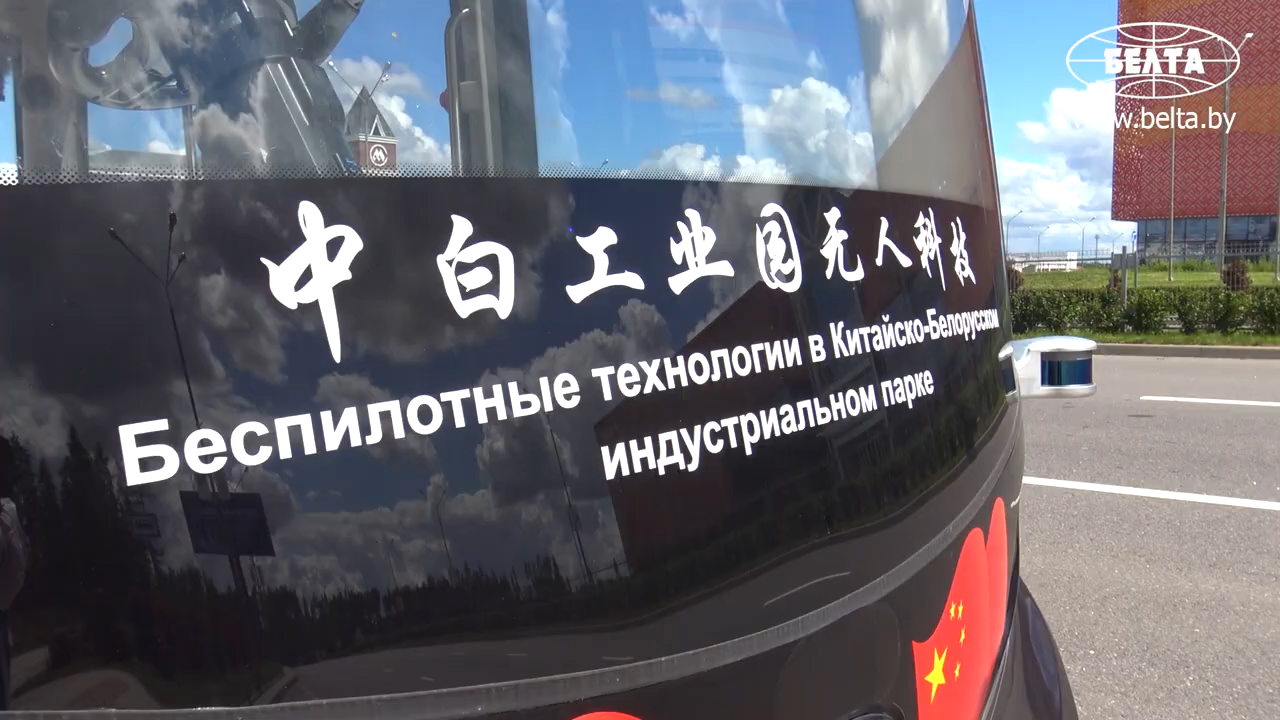 БЕЛТА
www.belta.by
中白工业园无人科技
Беспилотные технологии в Китайско-Белорусском
индустриальном парке